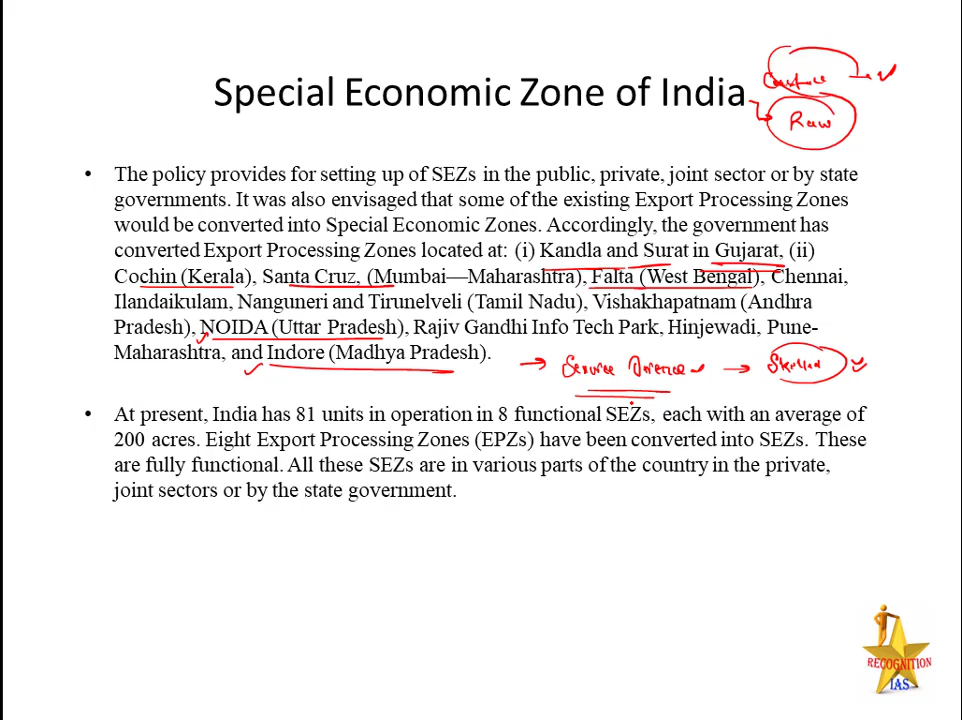 Special Economic Zone of India
Raw
• The policy provides for setting up of SEZs in the public, private, joint sector or by state
governments. It was also envisaged that some of the existing Export Processing Zones
would be converted into Special Economic Zones. Accordingly, the government has
converted Export Processing Zones located at: (i) Kandla and Surat in Gujarat, (ii)
Cochin (Kerala), Santa Cruz, (Mumbai—Maharashtra), Falta (West Bengal), Chennai,
Ilandaikulam, Nanguneri and Tirunelveli (Tamil Nadu), Vishakhapatnam (Andhra
Pradesh), NOIDA (Uttar Pradesh), Rajiv Gandhi Info Tech Park, Hinjewadi, Pune-
Maharashtra, and Indore (Madhya Pradesh).
Service Skilled
• At present, India has 81 units in operation in 8 functional SEZs, each with an average of
200 acres. Eight Export Processing Zones (EPZs) have been converted into SEZs. These
are fully functional. All these SEZs are in various parts of the country in the private,
joint sectors or by the state government.
RECOGNITION
IAS